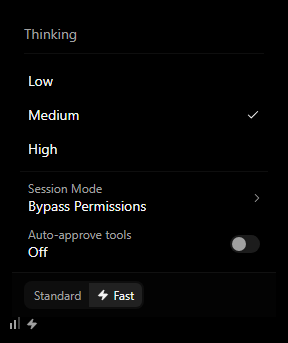 Thinking
Low
Medium
High
Session Mode
Bypass Permissions
Auto-approve tools
Off
Standard Fast